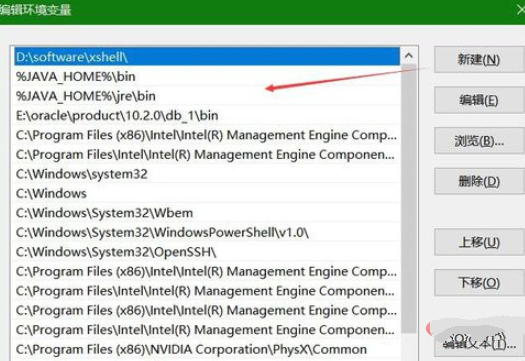 编辑环境变量
D:\software\xshell\
%JAVA_HOME%\bin
%JAVA_HOME%\jre\bin
E:\oracle\product\10.2.0\db_1\bin
C:\Program Files (x86)\Intel\Intel(R) Management Engine Comp...
C:\Program Files\Intel\Intel(R) Management Engine Componen...
C:\Windows\system32
C:\Windows
C:\Windows\System32\Wbem
C:\Windows\System32\WindowsPowerShell\v1.0\
C:\Windows\System32\OpenSSH\
C:\Program Files (x86)\Intel\Intel(R) Management Engine Comp...
C:\Program Files\Intel\Intel(R) Management Engine Componen...
C:\Program Files (x86)\Intel\Intel(R) Management Engine Comp...
C:\Program Files\Intel\Intel(R) Management Engine Componen...
C:\Program Files (x86)\NVIDIA Corporation\PhysX\Common
新建(N)
编辑(E)
浏览(B)...
删除(D)
上移(U)
下移(O)